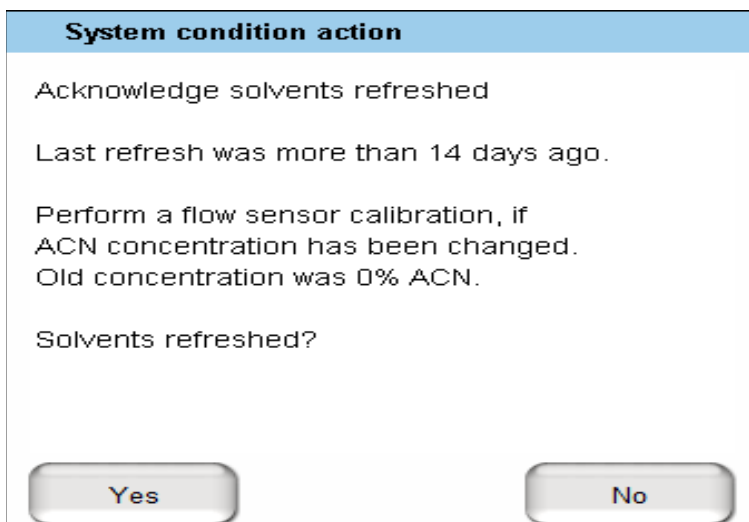 System condition action
Acknowledge solvents refreshed
Last refresh was more than 14 days ago.
Perform a flow sensor calibration, if
ACN concentration has been changed.
Old concentration was 0% ACN.
Solvents refreshed?
Yes
No